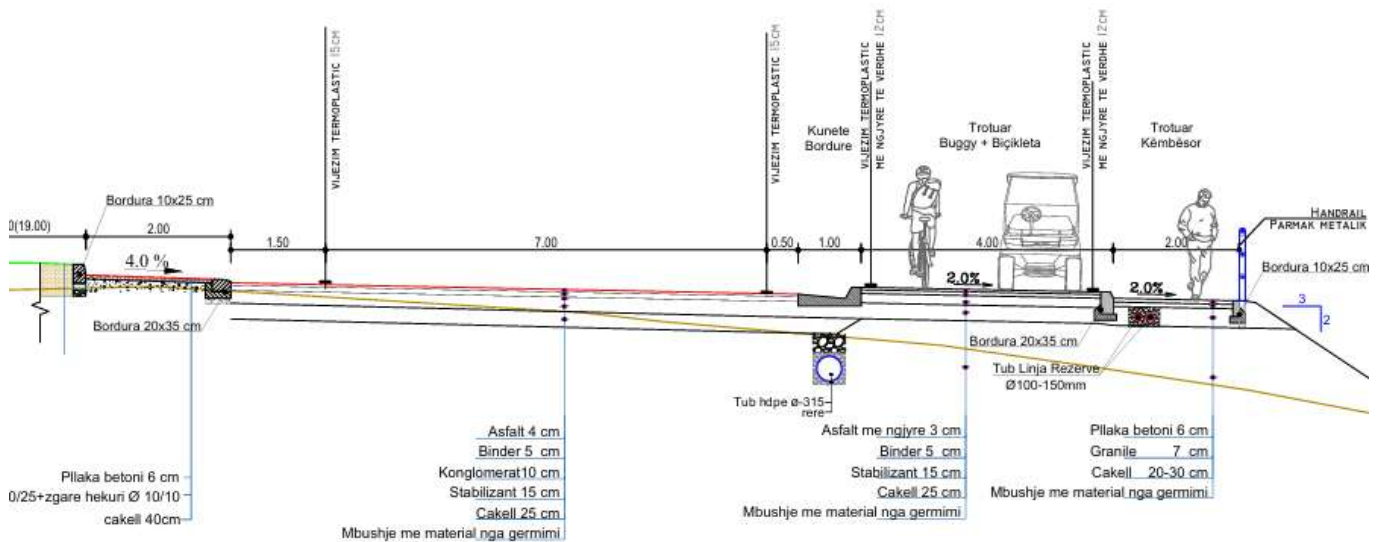 VIJEZIM TERMOPLASTIC 15CM
VIJEZIM TERMOPLASTIC 15CM
VIJEZIM TERMOPLASTIC
ME NGJYRE TE VERDHE 12CM
VIJEZIM TERMOPLASTIC
ME NGJYRE TE VERDHE 12CM
Kunete
Bordure
Trotuar
Buggy + Biçikleta
Trotuar
Këmbësor
Bordura 10x25 cm
HANDRAIL
PARMAK METALIK
0(19.00)
2.00
1.50
7.00
0.50
1.00
4.00
2.00
4.0 %
2.0%
2.0%
Bordura 10x25 cm
3
2
Bordura 20x35 cm
Bordura 20x35 cm
Tub Linja Rezerve
Ø100-150mm
Tub hdpe ø-315
rere
Pllaka betoni 6 cm
0/25+zgare hekuri Ø 10/10
cakell 40cm
Asfalt 4 cm
Binder 5 cm
Konglomerat10 cm
Stabilizant 15 cm
Cakell 25 cm
Mbushje me material nga germimi
Asfalt me ngjyre 3 cm
Binder 5 cm
Stabilizant 15 cm
Cakell 25 cm
Mbushje me material nga germimi
Pllaka betoni 6 cm
Granile 7 cm
Cakell 20-30 cm
Mbushje me material nga germimi